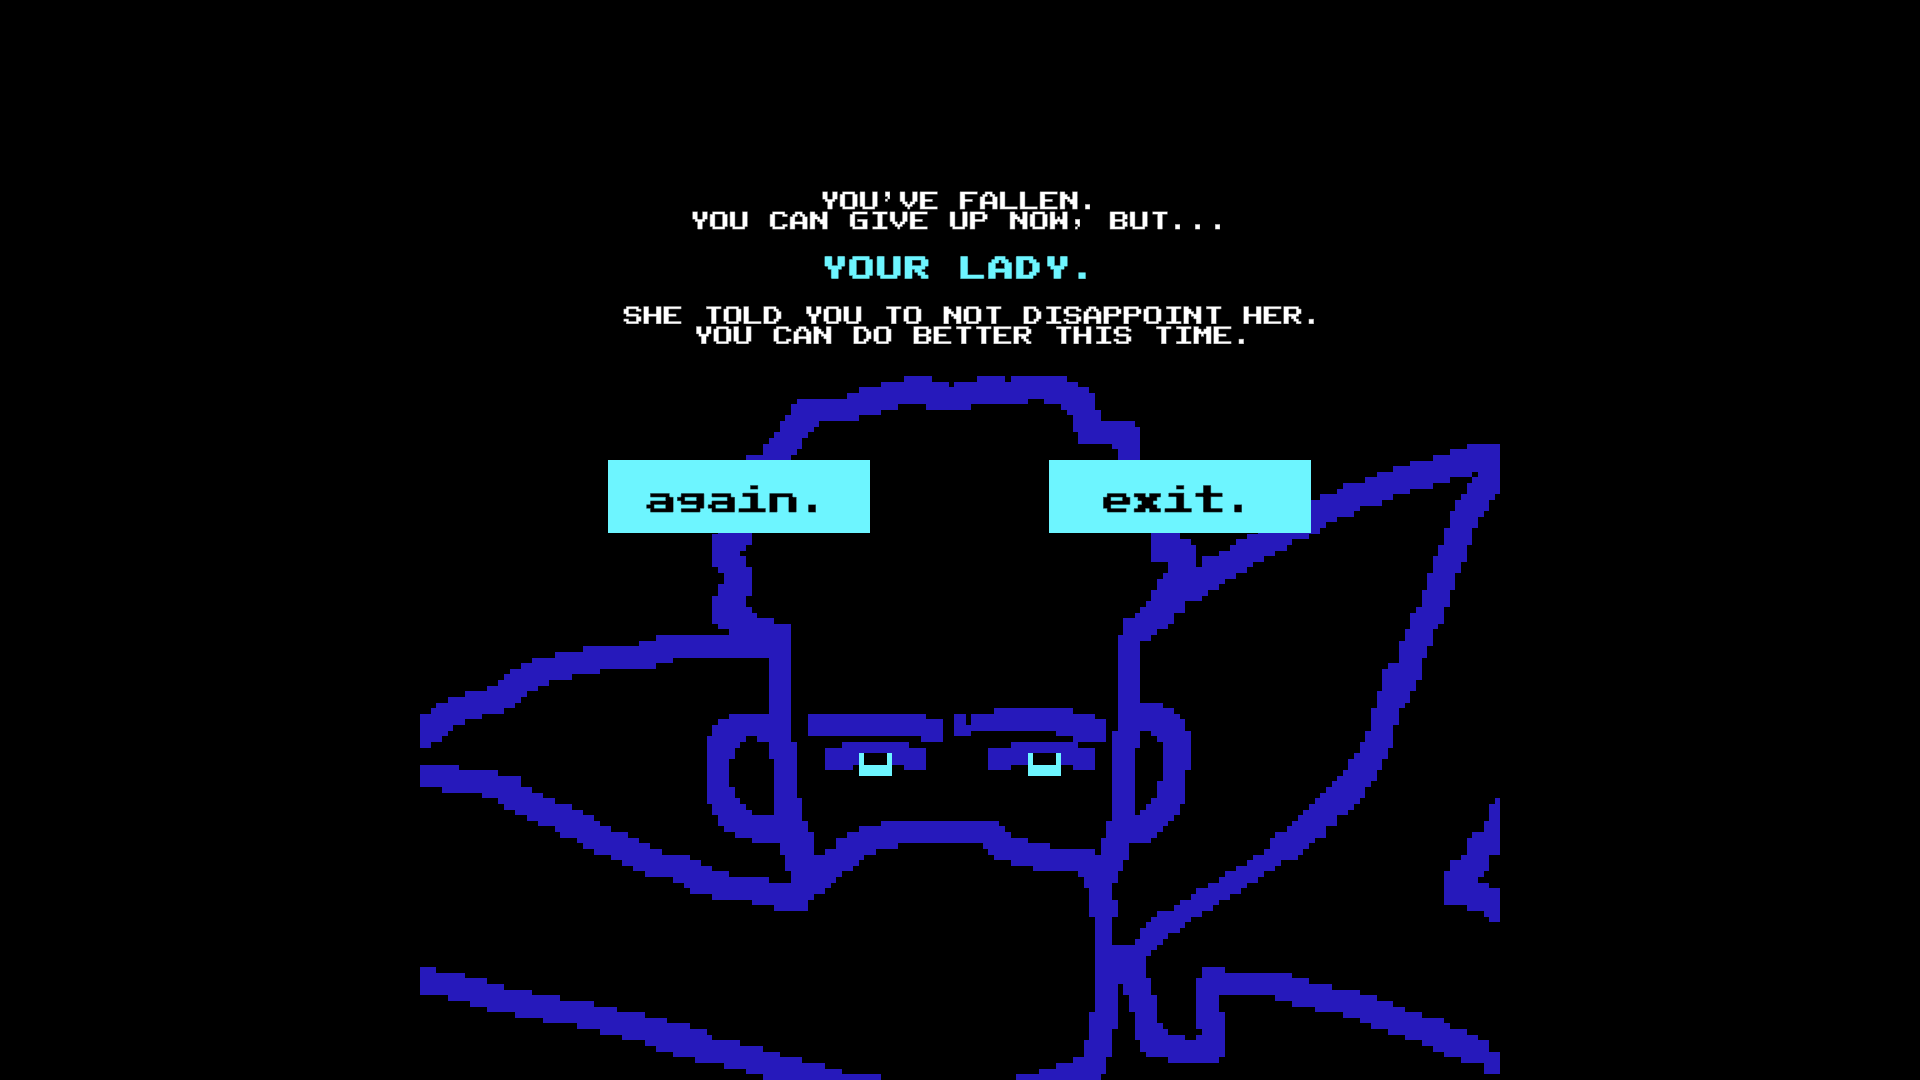 YOU'VE FALLEN.
YOU CAN GIVE UP NOW, BUT...
YOUR LADY.
SHE TOLD YOU TO NOT DISAPPOINT HER.
YOU CAN DO BETTER THIS TIME.
again.
exit.